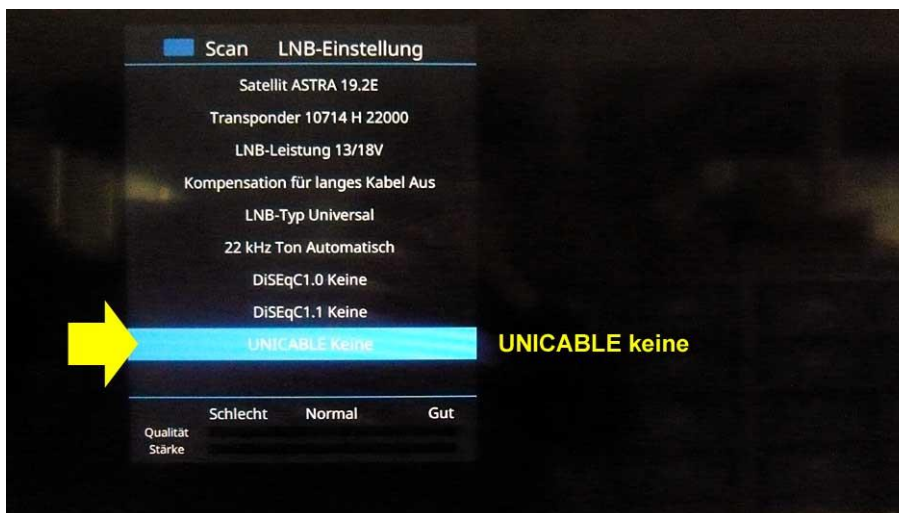 Scan LNB-Einstellung
Satellit ASTRA 19.2E
Transponder 10714 H 22000
LNB-Leistung 13/18V
Kompensation für langes Kabel Aus
LNB-Typ Universal
22 kHz Ton Automatisch
DiSEqC1.0 Keine
DiSEqC1.1 Keine
UNICABLE Keine
UNICABLE keine
Schlecht Normal Gut
Qualität
Stärke